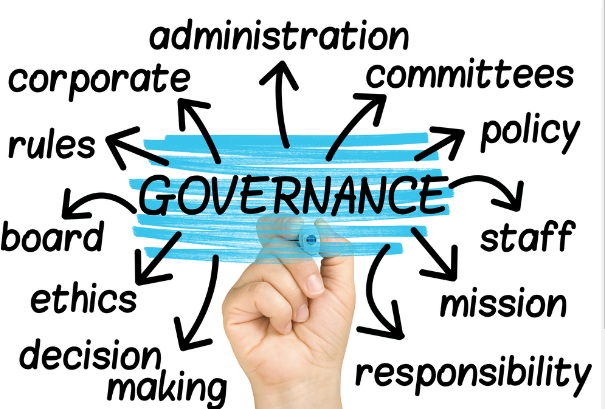 administration
corporate
committees
rules
policy
GOVERNANCE
board
staff
ethics
mission
decision
making
responsibility